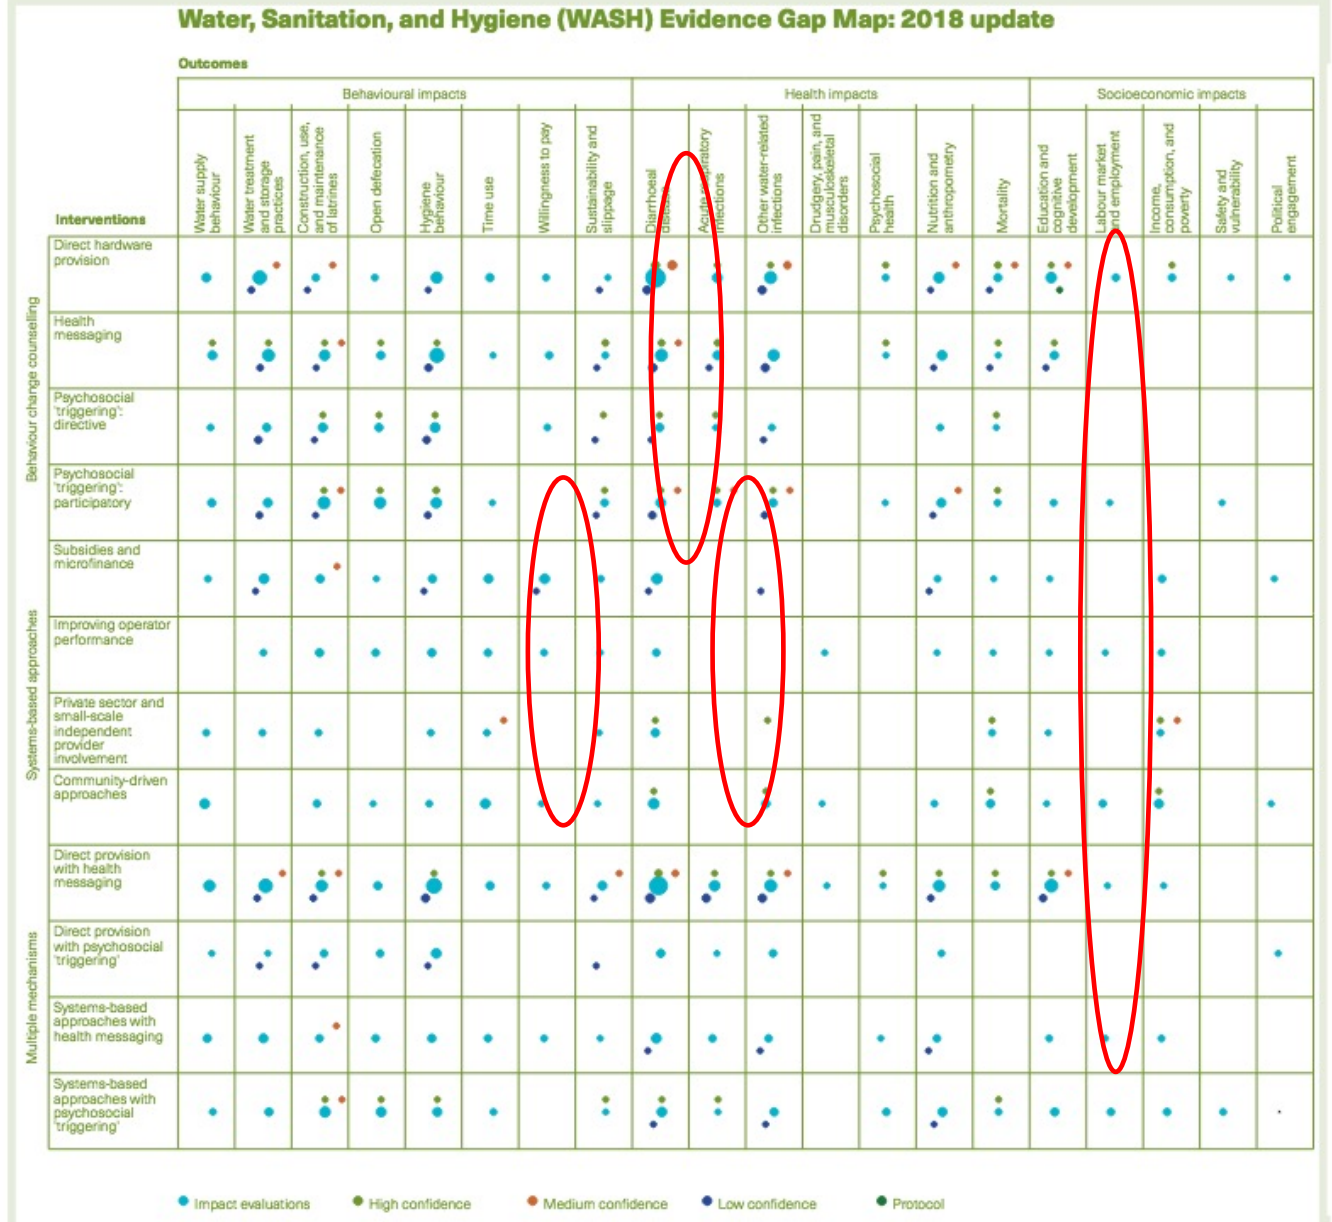 Water, Sanitation, and Hygiene (WASH) Evidence Gap Map: 2018 update
Outcomes
Behavioural impacts
Health impacts
Socioeconomic impacts
Interventions
Water supply
behaviour
Water treatment
and storage
practices
Construction, use,
and maintenance
of latrines
Open defecation
Hygiene
behaviour
Time use
Willingness to pay
Sustainability and
slippage
Diarrhoeal
disease
Acute respiratory
infections
Other water-related
infections
Drudgery, pain, and
musculoskeletal
disorders
Psychosocial
health
Nutrition and
anthropometry
Mortality
Education and
cognitive
development
Labour market
and employment
Income,
consumption, and
poverty
Safety and
vulnerability
Political
engagement
Behaviour change counselling
Direct hardware
provision
Health
messaging
Psychosocial
'triggering':
directive
Psychosocial
'triggering':
participatory
Systems-based approaches
Subsidies and
microfinance
Improving operator
performance
Private sector and
small-scale
independent
provider
involvement
Community-driven
approaches
Multiple mechanisms
Direct provision
with health
messaging
Direct provision
with psychosocial
'triggering'
Systems-based
approaches with
health messaging
Systems-based
approaches with
psychosocial
'triggering'
Impact evaluations
High confidence
Medium confidence
Low confidence
Protocol